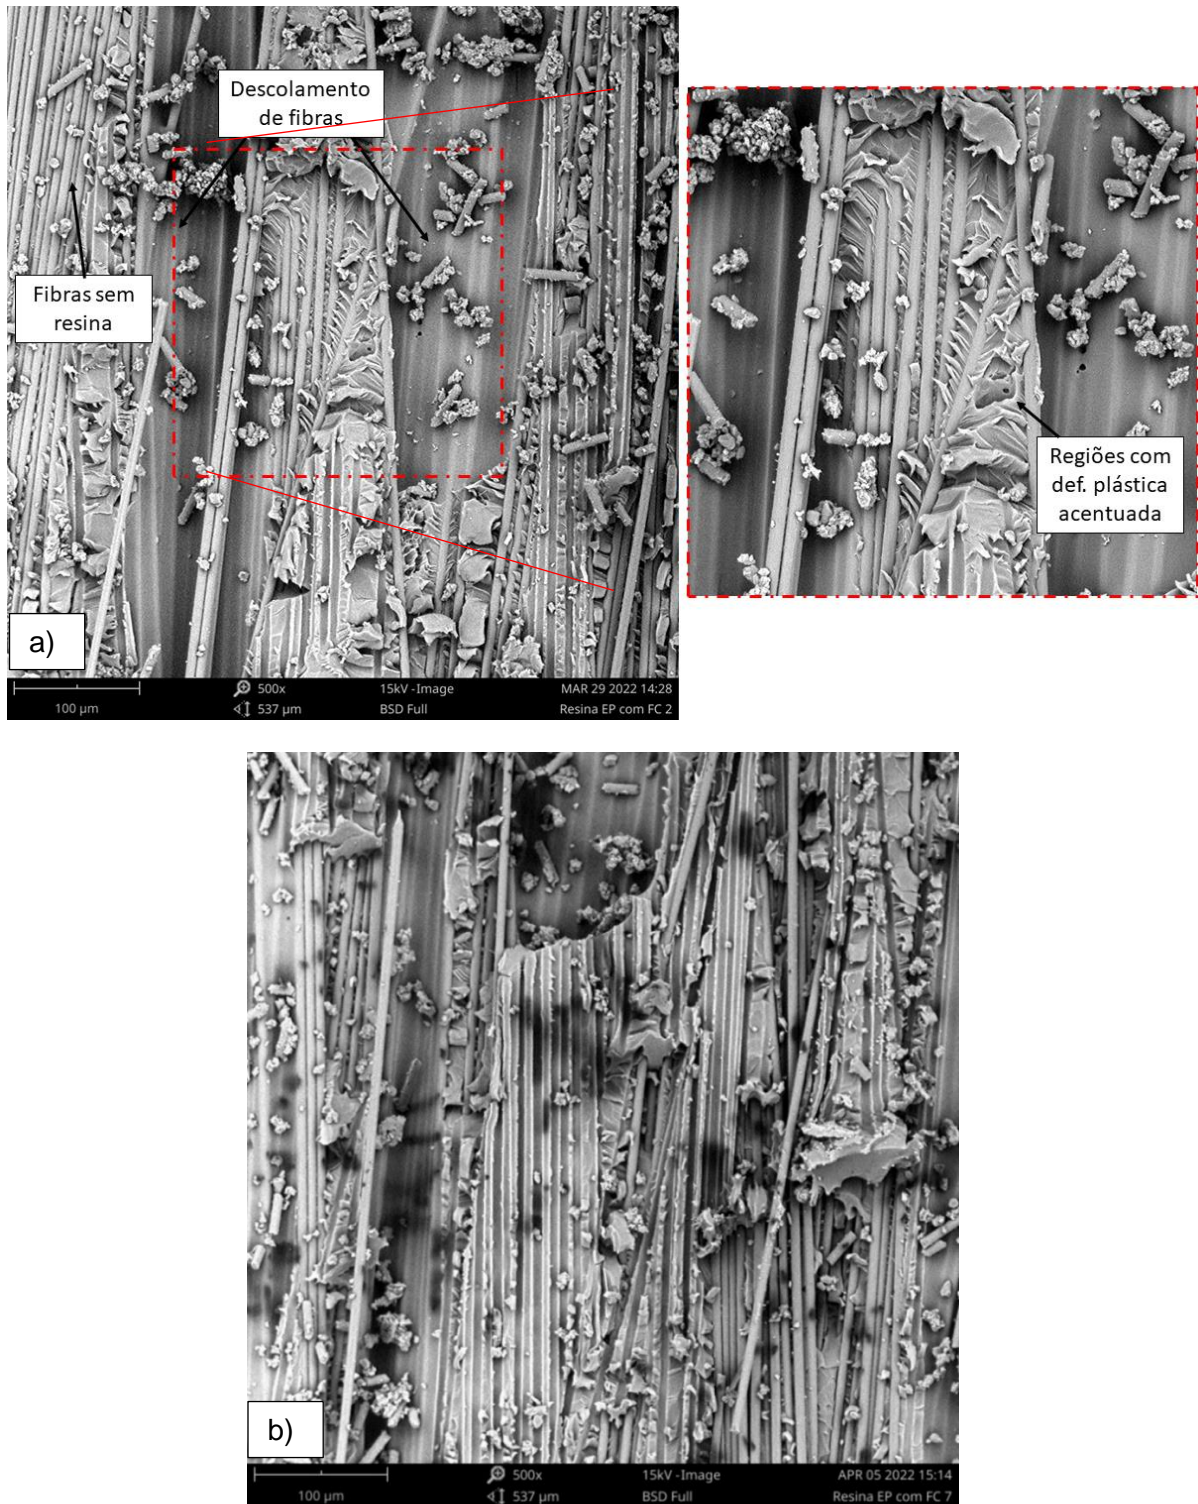 Descolamento
de fibras
Fibras sem
resina
Regiões com
def. plástica
acentuada
a)
100 µm
500x
537 µm
15kV - Image
BSD Full
MAR 29 2022 14:28
Resina EP com FC 2
b)
100 µm
500x
537 µm
15kV - Image
BSD Full
APR 05 2022 15:14
Resina EP com FC 7